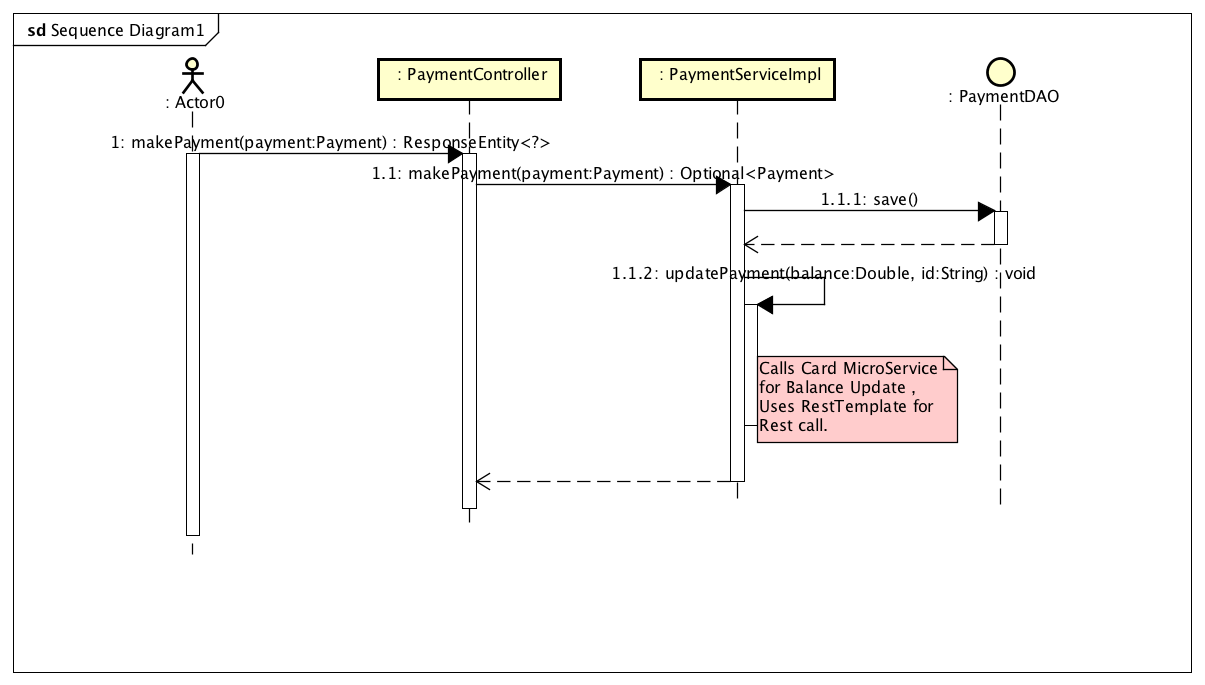 sd Sequence Diagram1
: Actor0
: PaymentController
: PaymentServiceImpl
: PaymentDAO
1: makePayment(payment:Payment) : ResponseEntity<?>
1.1: makePayment(payment:Payment) : Optional<Payment>
1.1.1: save()
1.1.2: updatePayment(balance:Double, id:String) : void
Calls Card MicroService
for Balance Update ,
Uses RestTemplate for
Rest call.